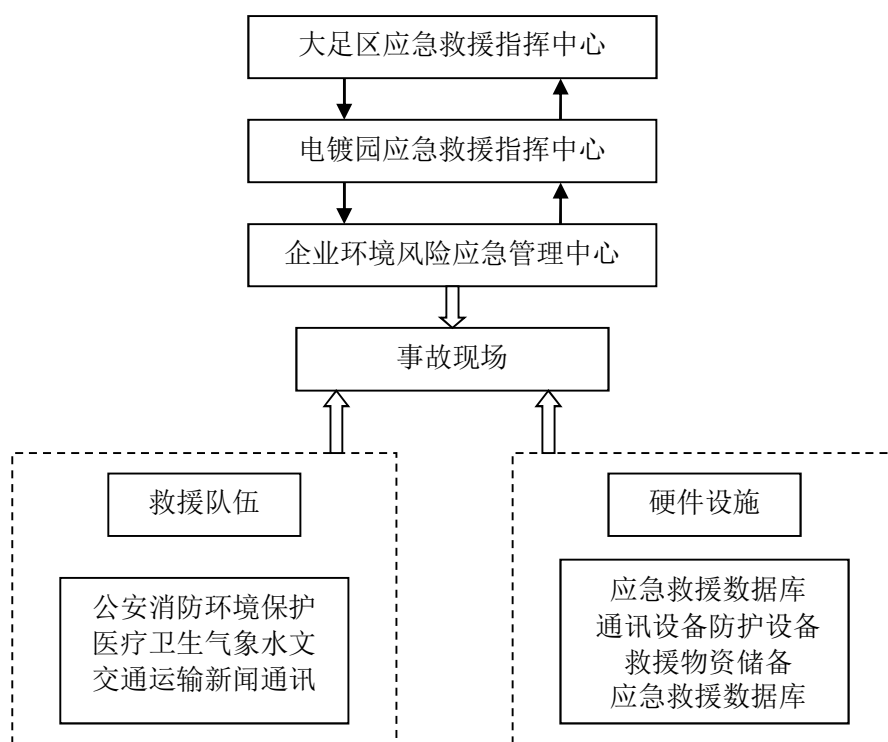 大足区应急救援指挥中心
电镀园应急救援指挥中心
企业环境风险应急管理中心
事故现场
救援队伍
公安消防环境保护
医疗卫生气象水文
交通运输新闻通讯
硬件设施
应急救援数据库
通讯设备防护设备
救援物资储备
应急救援数据库